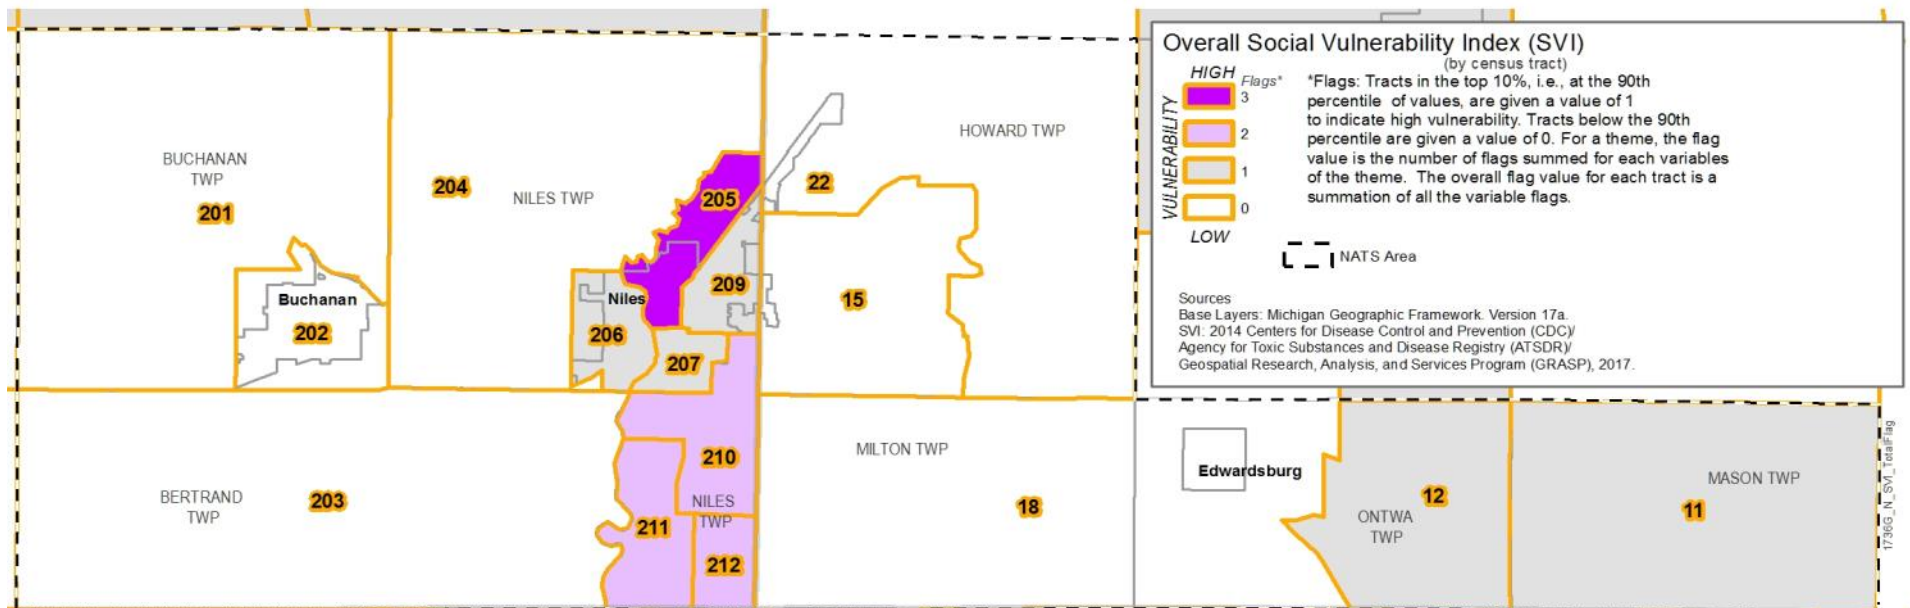 Overall Social Vulnerability Index (SVI)
(by census tract)
HIGH
Flags*
3
2
1
0
VULNERABILITY
LOW
*Flags: Tracts in the top 10%, i.e., at the 90th
percentile of values, are given a value of 1
to indicate high vulnerability. Tracts below the 90th
percentile are given a value of 0. For a theme, the flag
value is the number of flags summed for each variables
of the theme. The overall flag value for each tract is a
summation of all the variable flags.
NATS Area
Sources
Base Layers: Michigan Geographic Framework. Version 17a.
SVI: 2014 Centers for Disease Control and Prevention (CDC)/
Agency for Toxic Substances and Disease Registry (ATSDR)/
Geospatial Research, Analysis, and Services Program (GRASP), 2017.
BUCHANAN
TWP
201
204
NILES TWP
205
22
HOWARD TWP
Buchanan
202
Niles
206
209
207
15
BERTRAND
TWP
203
210
NILES
TWP
211
212
MILTON TWP
18
Edwardsburg
12
ONTWA
TWP
MASON TWP
11
1736G_N_SVI_TotalFlag